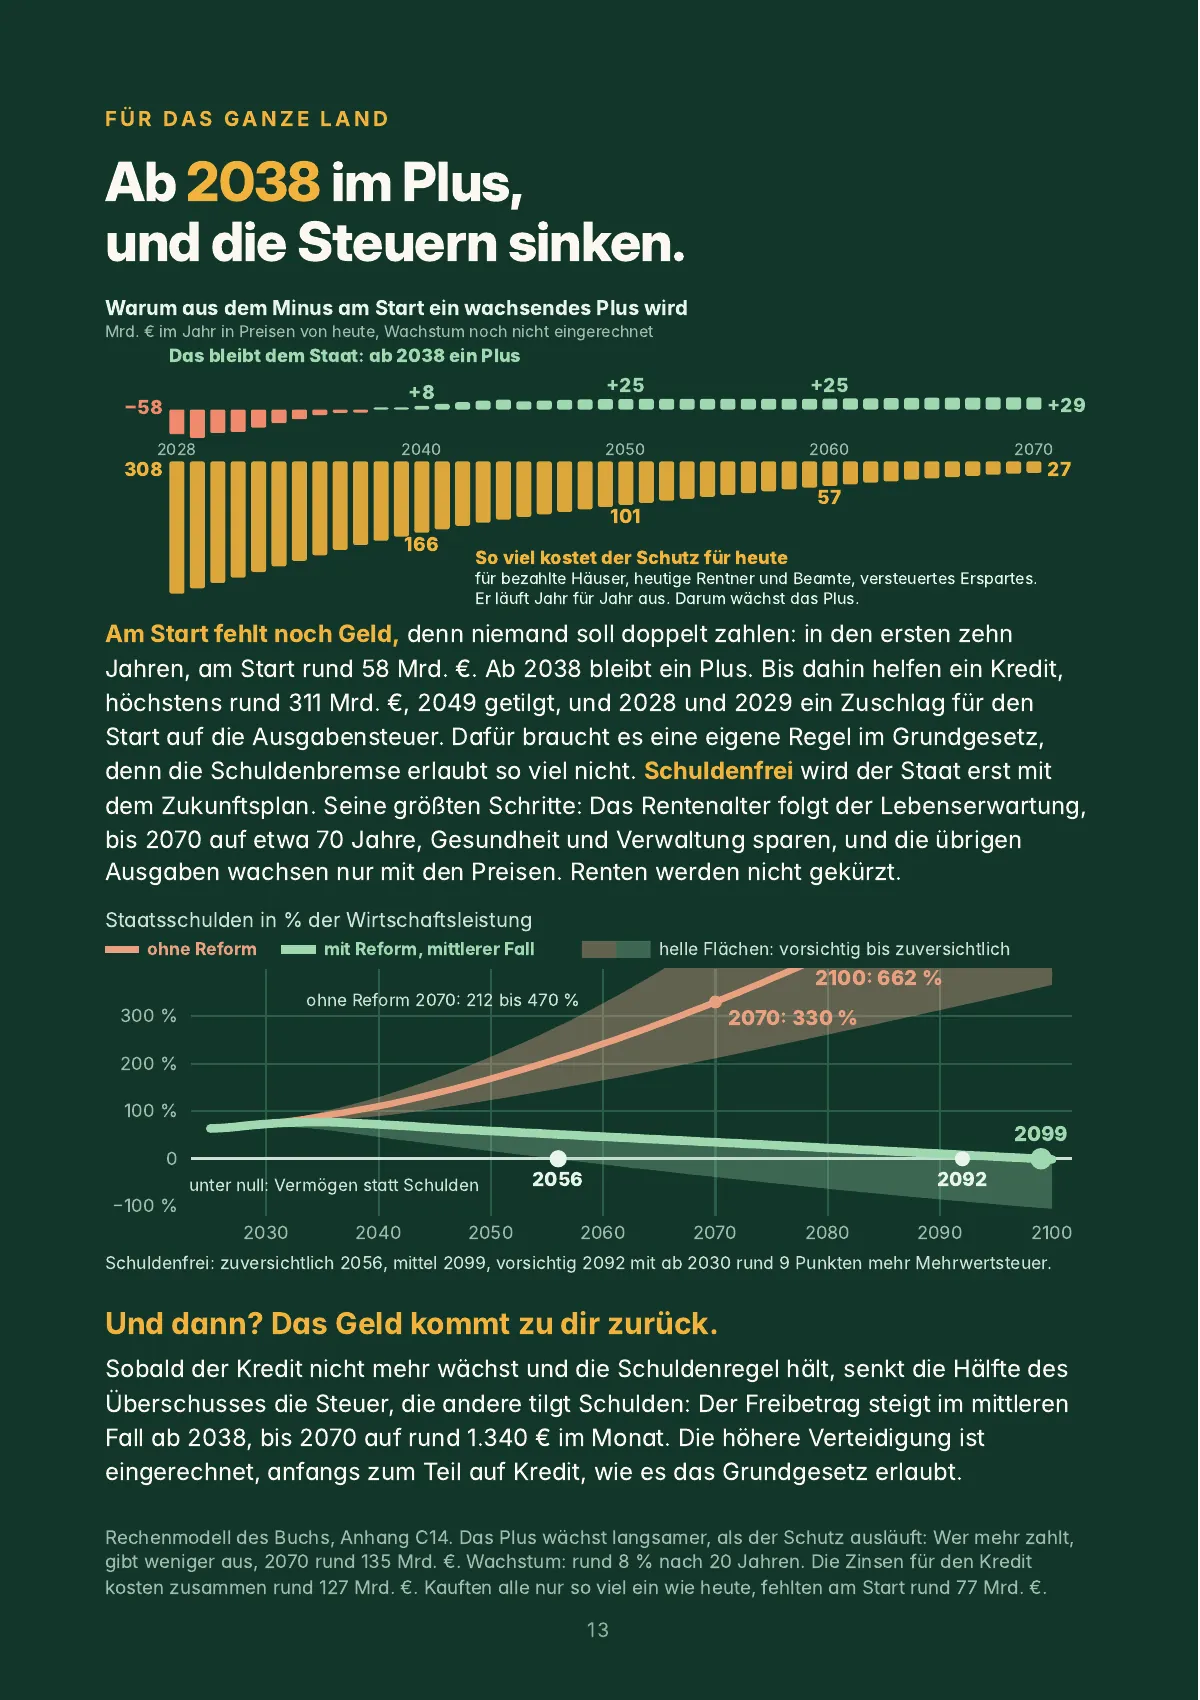 FÜR DAS GANZE LAND
Ab 2038 im Plus,
und die Steuern sinken.
Warum aus dem Minus am Start ein wachsendes Plus wird
Mrd. € im Jahr in Preisen von heute, Wachstum noch nicht eingerechnet
Das bleibt dem Staat: ab 2038 ein Plus
−58
+8
+25
+25
+29
2028
2040
2050
2060
2070
308
166
101
57
27
So viel kostet der Schutz für heute
für bezahlte Häuser, heutige Rentner und Beamte, versteuertes Erspartes.
Er läuft Jahr für Jahr aus. Darum wächst das Plus.
Am Start fehlt noch Geld, denn niemand soll doppelt zahlen: in den ersten zehn
Jahren, am Start rund 58 Mrd. €. Ab 2038 bleibt ein Plus. Bis dahin helfen ein Kredit,
höchstens rund 311 Mrd. €, 2049 getilgt, und 2028 und 2029 ein Zuschlag für den
Start auf die Ausgabensteuer. Dafür braucht es eine eigene Regel im Grundgesetz,
denn die Schuldenbremse erlaubt so viel nicht. Schuldenfrei wird der Staat erst mit
dem Zukunftsplan. Seine größten Schritte: Das Rentenalter folgt der Lebenserwartung,
bis 2070 auf etwa 70 Jahre, Gesundheit und Verwaltung sparen, und die übrigen
Ausgaben wachsen nur mit den Preisen. Renten werden nicht gekürzt.
Staatsschulden in % der Wirtschaftsleistung
ohne Reform
mit Reform, mittlerer Fall
helle Flächen: vorsichtig bis zuversichtlich
2100: 662 %
ohne Reform 2070: 212 bis 470 %
2070: 330 %
300 %
200 %
100 %
0
−100 %
2099
2056
2092
unter null: Vermögen statt Schulden
2030
2040
2050
2060
2070
2080
2090
2100
Schuldenfrei: zuversichtlich 2056, mittel 2099, vorsichtig 2092 mit ab 2030 rund 9 Punkten mehr Mehrwertsteuer.
Und dann? Das Geld kommt zu dir zurück.
Sobald der Kredit nicht mehr wächst und die Schuldenregel hält, senkt die Hälfte des
Überschusses die Steuer, die andere tilgt Schulden: Der Freibetrag steigt im mittleren
Fall ab 2038, bis 2070 auf rund 1.340 € im Monat. Die höhere Verteidigung ist
eingerechnet, anfangs zum Teil auf Kredit, wie es das Grundgesetz erlaubt.
Rechenmodell des Buchs, Anhang C14. Das Plus wächst langsamer, als der Schutz ausläuft: Wer mehr zahlt,
gibt weniger aus, 2070 rund 135 Mrd. €. Wachstum: rund 8 % nach 20 Jahren. Die Zinsen für den Kredit
kosten zusammen rund 127 Mrd. €. Kauften alle nur so viel ein wie heute, fehlten am Start rund 77 Mrd. €.
13